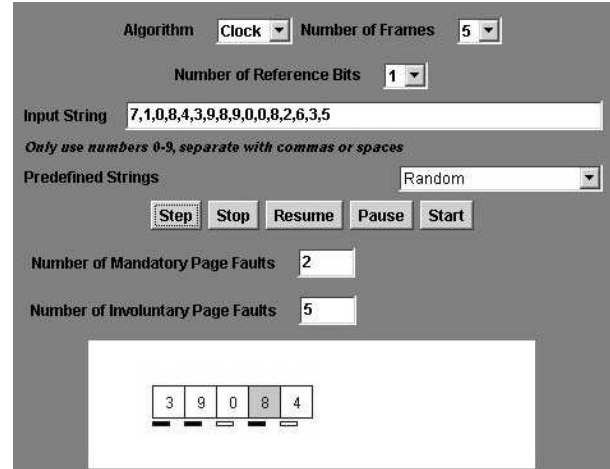 Algorithm Clock Number of Frames 5
Number of Reference Bits 1
Input String 7,1,0,8,4,3,9,8,9,0,0,8,2,6,3,5
Only use numbers 0-9, separate with commas or spaces
Predefined Strings Random
Step Stop Resume Pause Start
Number of Mandatory Page Faults 2
Number of Involuntary Page Faults 5
3 9 0 8 4